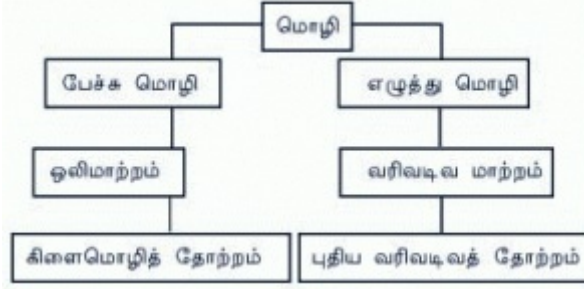 மொழி
பேச்சு மொழி
எழுத்து மொழி
ஒலிமாற்றம்
வரிவடிவ மாற்றம்
கிளைமொழித் தோற்றம்
புதிய வரிவடிவத் தோற்றம்